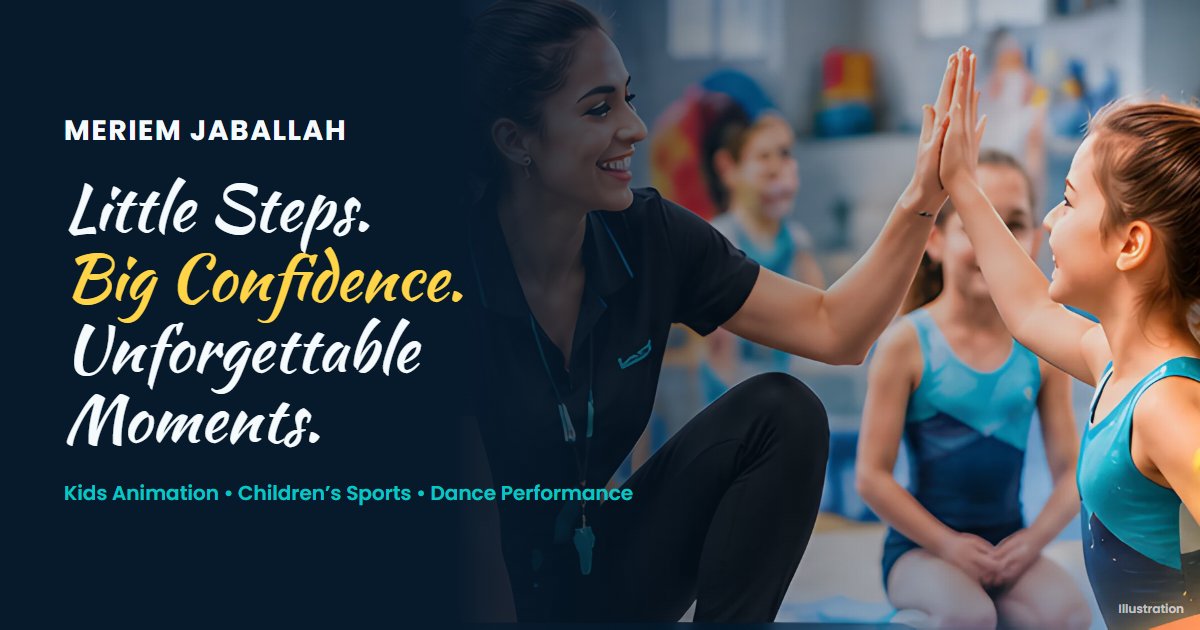 MERIEM JABALLAH
Little Steps.
Big Confidence.
Unforgettable
Moments.
Kids Animation • Children’s Sports • Dance Performance
Illustration